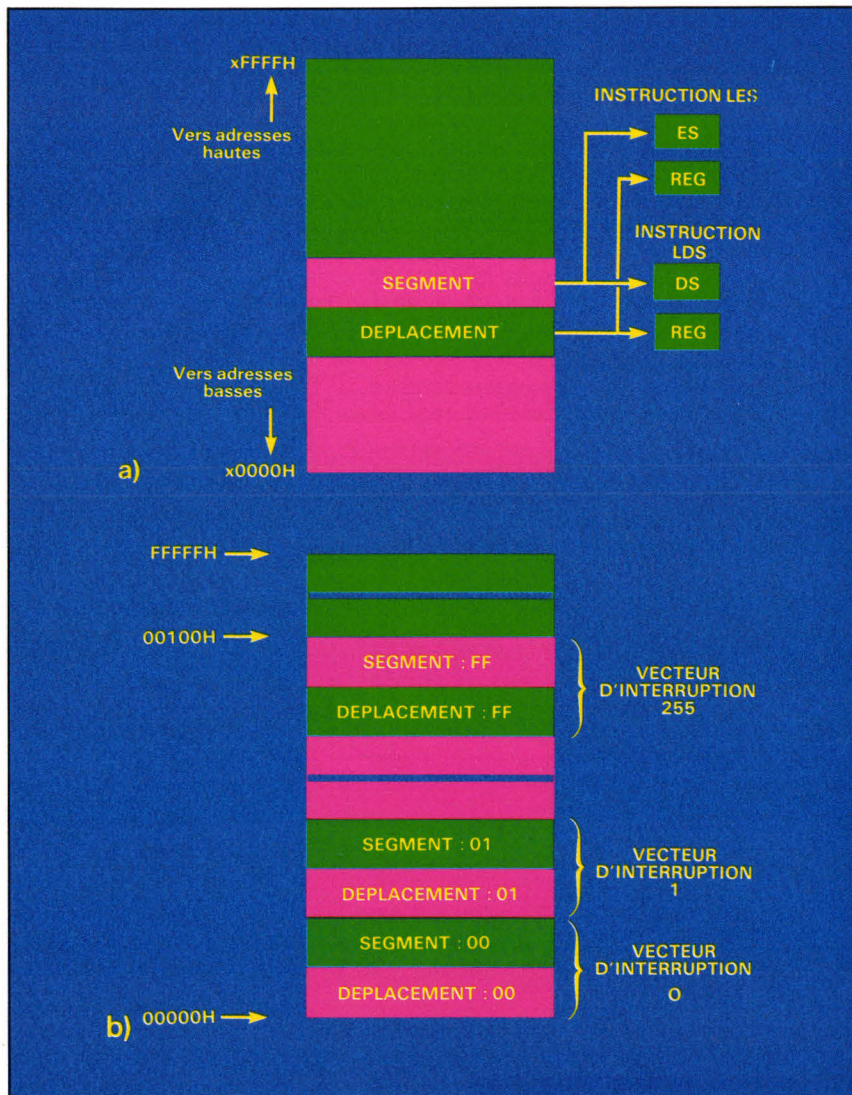 xFFFFH
Vers adresses
hautes
INSTRUCTION LES
ES
REG
INSTRUCTION
LDS
SEGMENT
DS
DEPLACEMENT
REG
Vers adresses
basses
a)
x0000H
FFFFFH
00100H
SEGMENT : FF
DEPLACEMENT : FF
VECTEUR
D'INTERRUPTION
255
SEGMENT : 01
DEPLACEMENT : 01
VECTEUR
D'INTERRUPTION
1
SEGMENT : 00
DEPLACEMENT : 00
VECTEUR
D'INTERRUPTION
O
b)
00000H